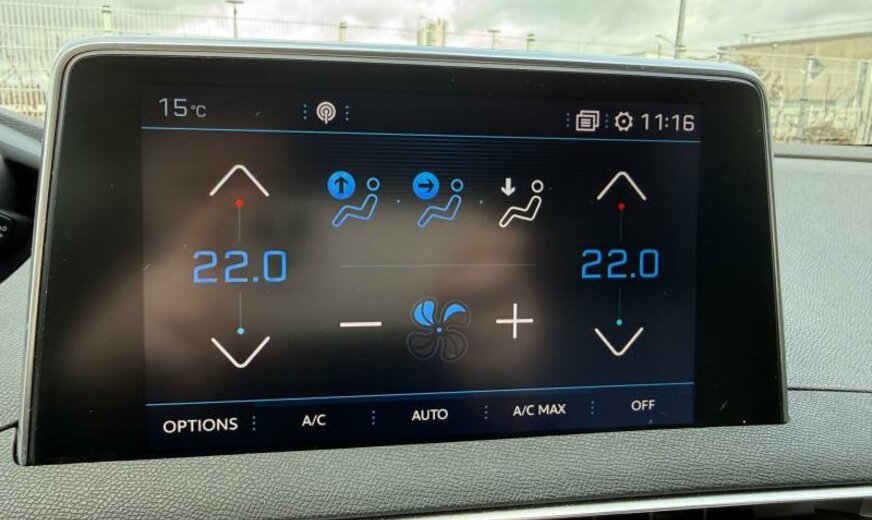 15°C
11:16
22.0
22.0
OPTIONS
A/C
AUTO
A/C MAX
OFF